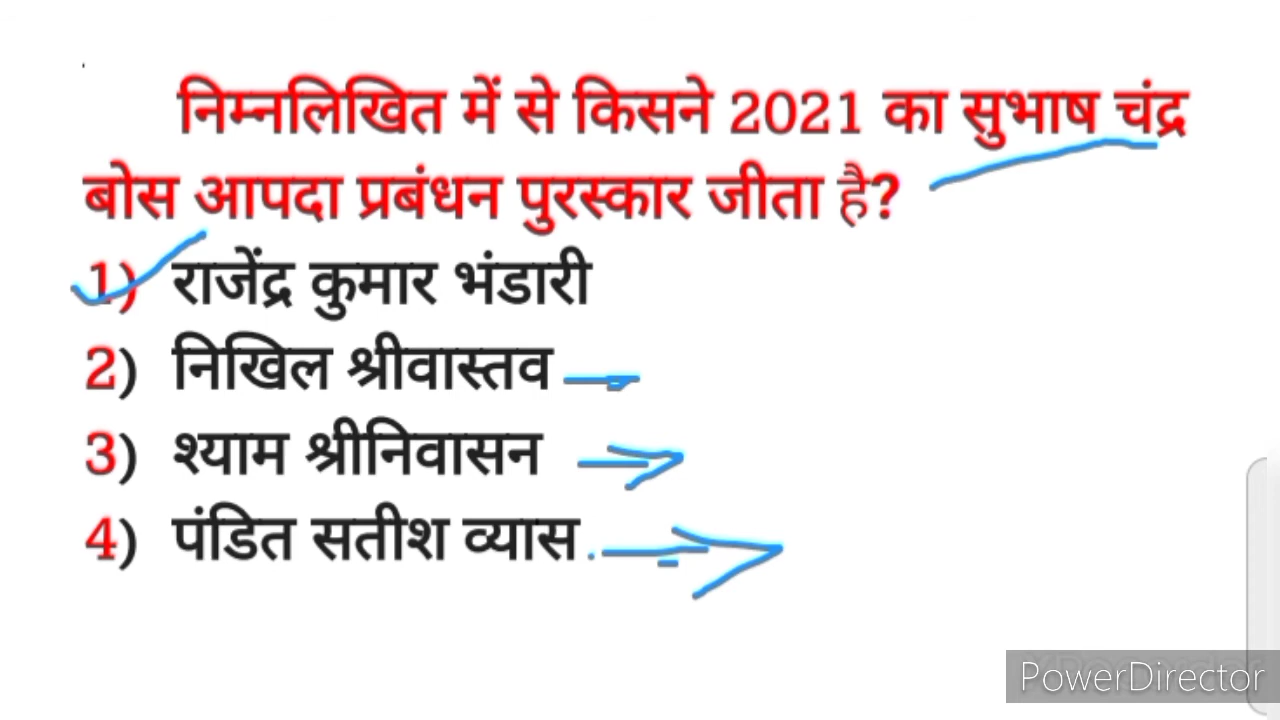 निम्नलिखित में से किसने 2021 का सुभाष चंद्र
बोस आपदा प्रबंधन पुरस्कार जीता है?
1) राजेंद्र कुमार भंडारी
2) निखिल श्रीवास्तव
3) श्याम श्रीनिवासन
4) पंडित सतीश व्यास
PowerDirector